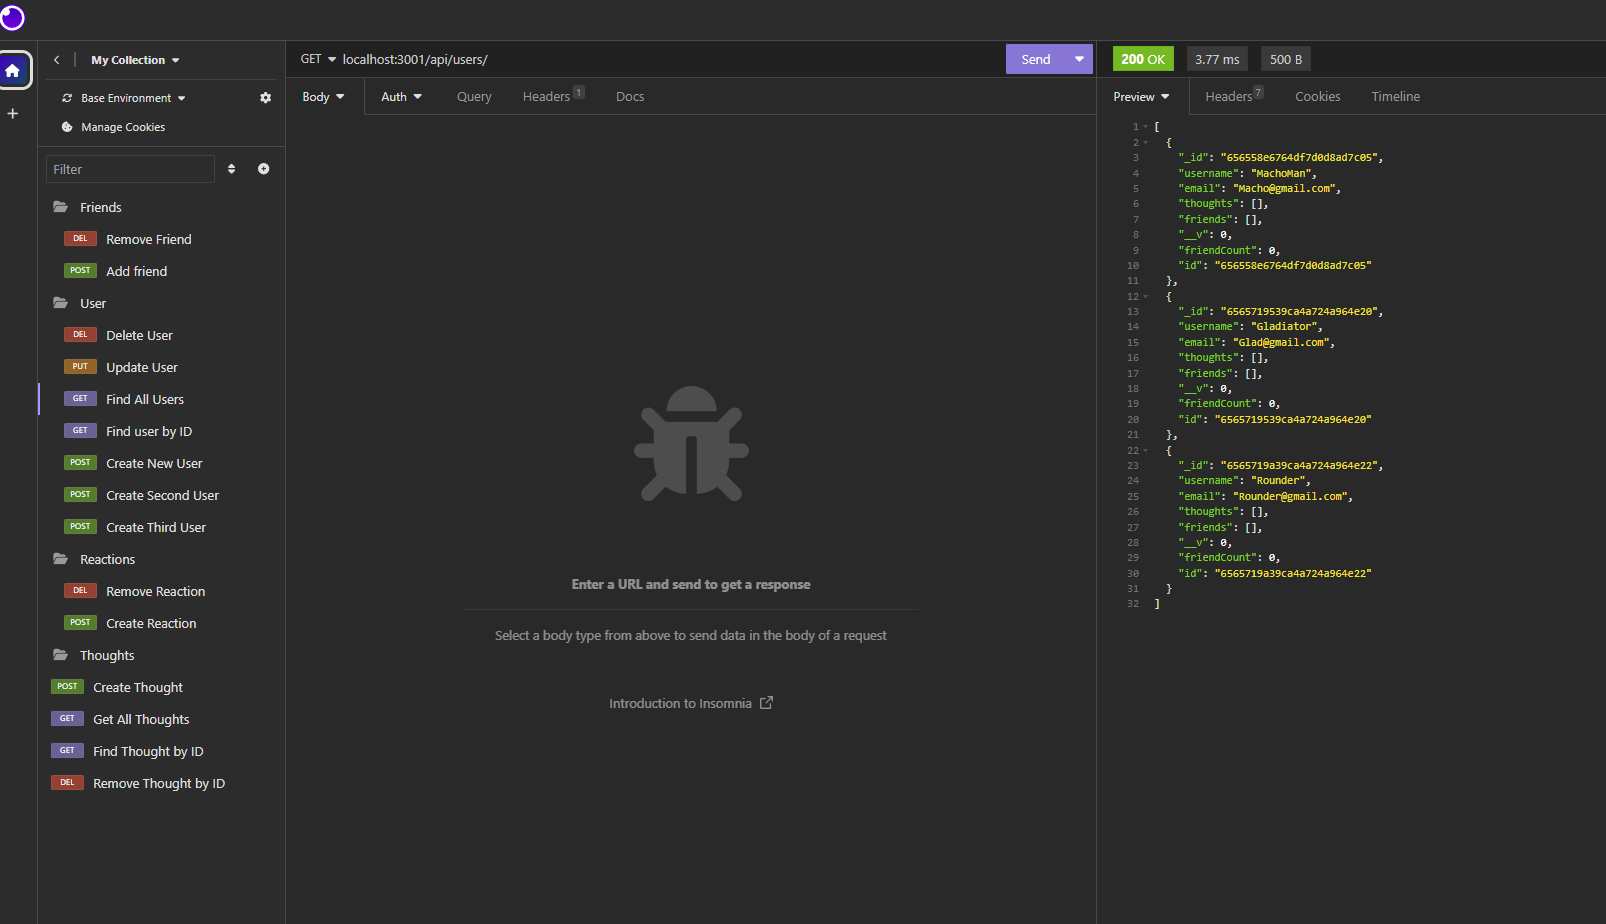 My Collection
Base Environment
Manage Cookies
Filter
Friends
DEL Remove Friend
POST Add friend
User
DEL Delete User
PUT Update User
GET Find All Users
GET Find user by ID
POST Create New User
POST Create Second User
POST Create Third User
Reactions
DEL Remove Reaction
POST Create Reaction
Thoughts
POST Create Thought
GET Get All Thoughts
GET Find Thought by ID
DEL Remove Thought by ID
GET localhost:3001/api/users/ Send
Body Auth Query Headers 1 Docs
Enter a URL and send to get a response
Select a body type from above to send data in the body of a request
Introduction to Insomnia
200 OK 3.77 ms 500 B
Preview Headers 7 Cookies Timeline
1 [
2 {
3 "_id": "656558e6764df7d0d8ad7c05",
4 "username": "MachoMan",
5 "email": "Macho@gmail.com",
6 "thoughts": [],
7 "friends": [],
8 "__v": 0,
9 "friendCount": 0,
10 "id": "656558e6764df7d0d8ad7c05"
11 },
12 {
13 "_id": "6565719539ca4a724a964e20",
14 "username": "Gladiator",
15 "email": "Glad@gmail.com",
16 "thoughts": [],
17 "friends": [],
18 "__v": 0,
19 "friendCount": 0,
20 "id": "6565719539ca4a724a964e20"
21 },
22 {
23 "_id": "6565719a39ca4a724a964e22",
24 "username": "Rounder",
25 "email": "Rounder@gmail.com",
26 "thoughts": [],
27 "friends": [],
28 "__v": 0,
29 "friendCount": 0,
30 "id": "6565719a39ca4a724a964e22"
31 }
32 ]